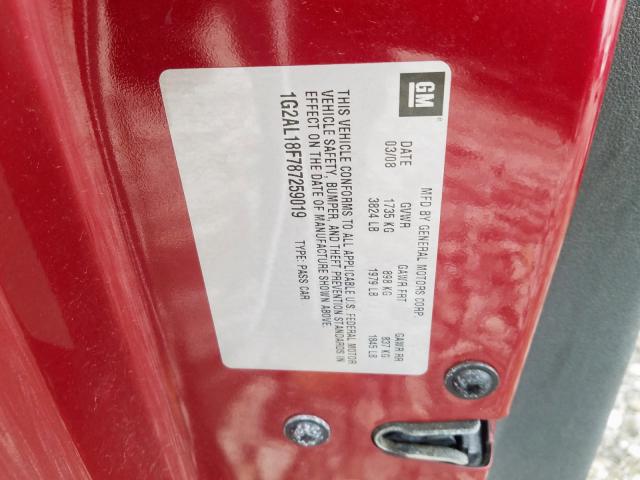 GM
MFD BY GENERAL MOTORS CORP
DATE GVWR GAWR FRT GAWR RR
03/08 1735 KG 898 KG 837 KG
3824 LB 1979 LB 1845 LB
THIS VEHICLE CONFORMS TO ALL APPLICABLE U.S. FEDERAL MOTOR
VEHICLE SAFETY, BUMPER, AND THEFT PREVENTION STANDARDS IN
EFFECT ON THE DATE OF MANUFACTURE SHOWN ABOVE.
1G2AL18F787259019 TYPE: PASS CAR